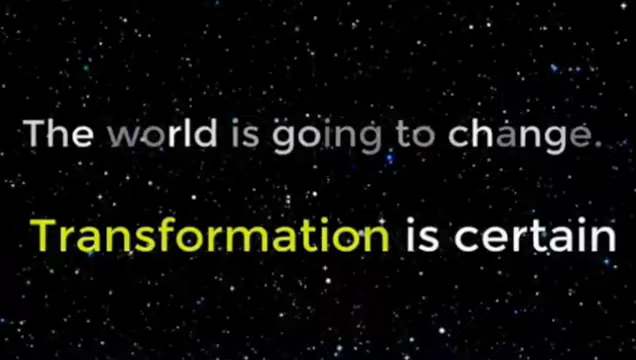 The world is going to change.
Transformation is certain